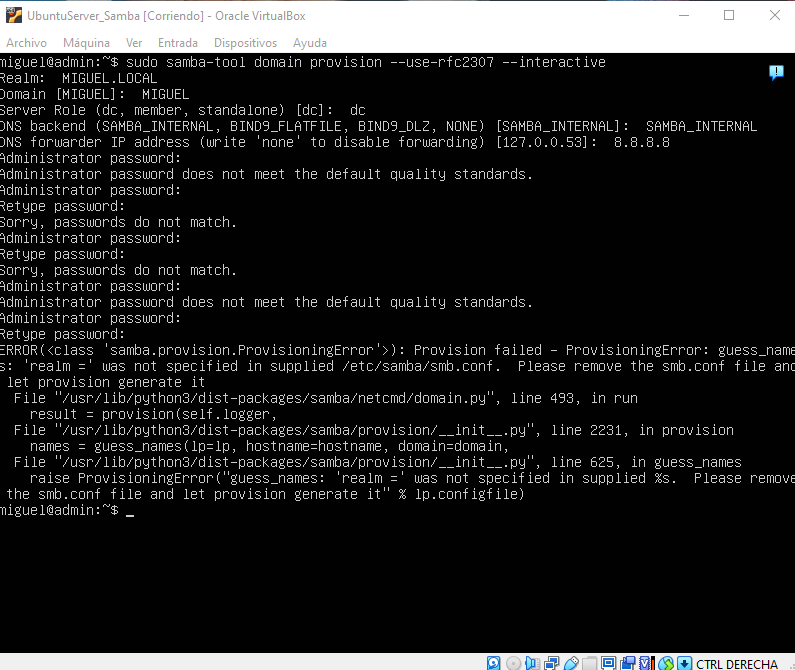 UbuntuServer_Samba [Corriendo] - Oracle VirtualBox
Archivo Máquina Ver Entrada Dispositivos Ayuda
miguel@admin:~$ sudo samba-tool domain provision --use-rfc2307 --interactive
Realm:  MIGUEL.LOCAL
Domain [MIGUEL]:  MIGUEL
Server Role (dc, member, standalone) [dc]:  dc
DNS backend (SAMBA_INTERNAL, BIND9_FLATFILE, BIND9_DLZ, NONE) [SAMBA_INTERNAL]:  SAMBA_INTERNAL
DNS forwarder IP address (write 'none' to disable forwarding) [127.0.0.53]:  8.8.8.8
Administrator password:
Administrator password does not meet the default quality standards.
Administrator password:
Retype password:
Sorry, passwords do not match.
Administrator password:
Retype password:
Sorry, passwords do not match.
Administrator password:
Administrator password does not meet the default quality standards.
Administrator password:
Retype password:
ERROR(<class 'samba.provision.ProvisioningError'>): Provision failed - ProvisioningError: guess_name
s: 'realm =' was not specified in supplied /etc/samba/smb.conf.  Please remove the smb.conf file and
 let provision generate it
  File "/usr/lib/python3/dist-packages/samba/netcmd/domain.py", line 493, in run
    result = provision(self.logger,
  File "/usr/lib/python3/dist-packages/samba/provision/__init__.py", line 2231, in provision
    names = guess_names(lp=lp, hostname=hostname, domain=domain,
  File "/usr/lib/python3/dist-packages/samba/provision/__init__.py", line 625, in guess_names
    raise ProvisioningError("guess_names: 'realm =' was not specified in supplied %s.  Please remove
 the smb.conf file and let provision generate it" % lp.configfile)
miguel@admin:~$ _
CTRL DERECHA